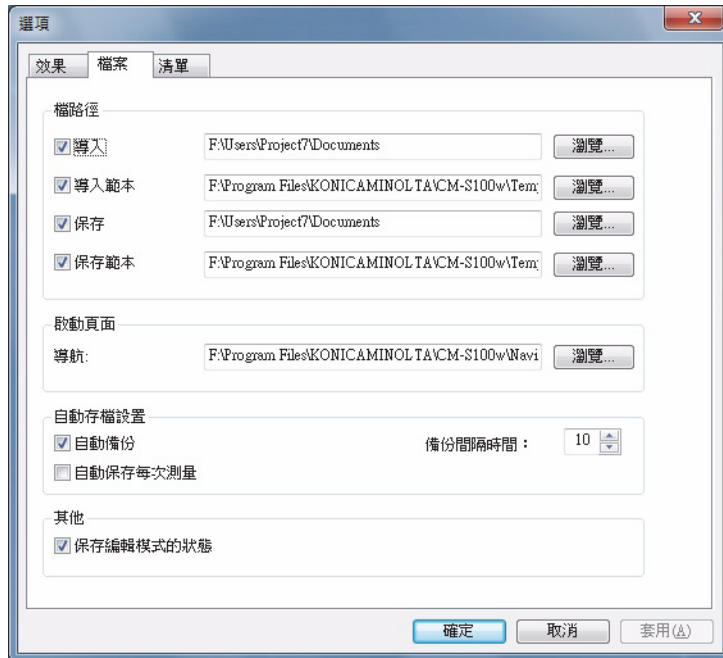 選項
效果 檔案 清單
檔路徑
導入 F:\Users\Project7\Documents 瀏覽...
導入範本 F:\Program Files\KONICAMINOLTA\CM-S100w\Tem 瀏覽...
保存 F:\Users\Project7\Documents 瀏覽...
保存範本 F:\Program Files\KONICAMINOLTA\CM-S100w\Tem 瀏覽...
啟動頁面
導航: F:\Program Files\KONICAMINOLTA\CM-S100w\Navi 瀏覽...
自動存檔設置
自動備份 備份間隔時間： 10
自動保存每次測量
其他
保存編輯模式的狀態
確定 取消 套用(A)